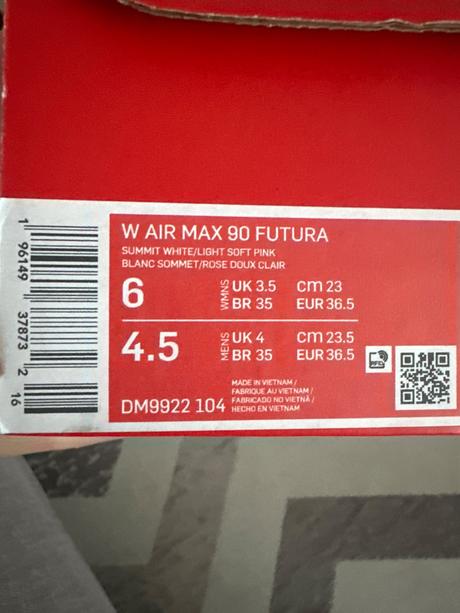 W AIR MAX 90 FUTURA
SUMMIT WHITE/LIGHT SOFT PINK
BLANC SOMMET/ROSE DOUX CLAIR
6 WMNS UK 3.5 cm 23
BR 35 EUR 36.5
4.5 MENS UK 4 cm 23.5
BR 35 EUR 36.5
DM9922 104
MADE IN VIETNAM /
FABRIQUE AU VIETNAM /
FABRICADO NO VIETNÃ /
HECHO EN VIETNAM
1 96149 37873 2
16